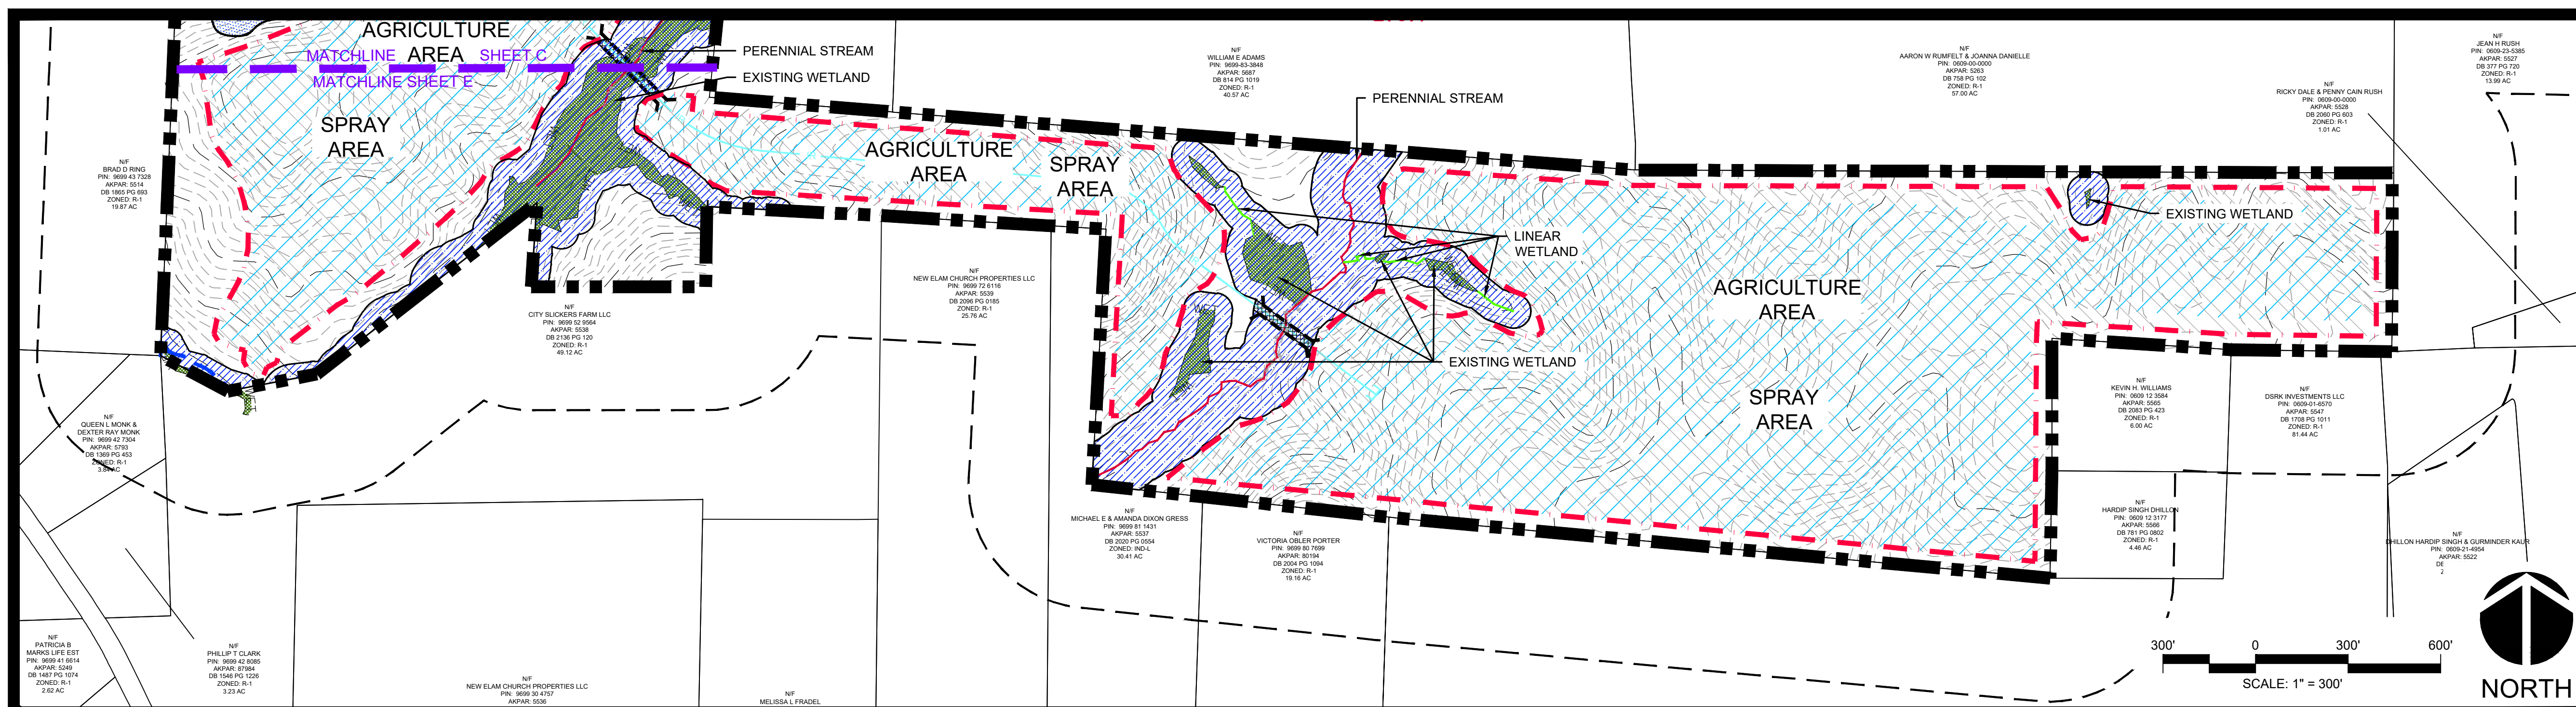 AGRICULTURE
AREA
MATCHLINE SHEET C
MATCHLINE SHEET E
SPRAY
AREA
PERENNIAL STREAM
EXISTING WETLAND
N/F
BRAD D RING
PIN: 9699 43 7328
AKPAR: 5514
DB 1865 PG 693
ZONED: R-1
19.87 AC
N/F
WILLIAM E ADAMS
PIN: 9699-83-3848
AKPAR: 5687
DB 814 PG 1019
ZONED: R-1
40.57 AC
PERENNIAL STREAM
N/F
AARON W RUMFELT & JOANNA DANIELLE
PIN: 0609-00-0000
AKPAR: 5263
DB 758 PG 102
ZONED: R-1
57.00 AC
N/F
RICKY DALE & PENNY CAIN RUSH
PIN: 0609-00-0000
AKPAR: 5528
DB 2060 PG 603
ZONED: R-1
1.01 AC
N/F
JEAN H RUSH
PIN: 0609-23-5385
AKPAR: 5527
DB 377 PG 720
ZONED: R-1
13.99 AC
AGRICULTURE
AREA
SPRAY
AREA
EXISTING WETLAND
LINEAR
WETLAND
AGRICULTURE
AREA
EXISTING WETLAND
SPRAY
AREA
N/F
CITY SLICKERS FARM LLC
PIN: 9699 52 9564
AKPAR: 5538
DB 2136 PG 120
ZONED: R-1
49.12 AC
N/F
NEW ELAM CHURCH PROPERTIES LLC
PIN: 9699 72 6116
AKPAR: 5539
DB 2096 PG 0185
ZONED: R-1
25.76 AC
N/F
QUEEN L MONK &
DEXTER RAY MONK
PIN: 9699 42 7304
AKPAR: 5793
DB 1369 PG 453
ZONED: R-1
3.84 AC
N/F
KEVIN H. WILLIAMS
PIN: 0609 12 3584
AKPAR: 5565
DB 2083 PG 423
ZONED: R-1
6.00 AC
N/F
DSRK INVESTMENTS LLC
PIN: 0609-01-6570
AKPAR: 5547
DB 1708 PG 1011
ZONED: R-1
81.44 AC
N/F
MICHAEL E & AMANDA DIXON GRESS
PIN: 9699 81 1431
AKPAR: 5537
DB 2020 PG 0554
ZONED: IND-L
30.41 AC
N/F
VICTORIA OBLER PORTER
PIN: 9699 80 7699
AKPAR: 80194
DB 2004 PG 1094
ZONED: R-1
19.16 AC
N/F
HARDIP SINGH DHILLON
PIN: 0609 12 3177
AKPAR: 5566
DB 781 PG 0802
ZONED: R-1
4.46 AC
N/F
DHILLON HARDIP SINGH & GURMINDER KAUR
PIN: 0609-21-4954
AKPAR: 5522
N/F
PATRICIA B
MARKS LIFE EST
PIN: 9699 41 6614
AKPAR: 5249
DB 1487 PG 1074
ZONED: R-1
2.62 AC
N/F
PHILLIP T CLARK
PIN: 9699 42 8085
AKPAR: 87984
DB 1546 PG 1226
ZONED: R-1
3.23 AC
N/F
NEW ELAM CHURCH PROPERTIES LLC
PIN: 9699 30 4757
AKPAR: 5536
N/F
MELISSA L FRADEL
300' 0 300' 600'
SCALE: 1" = 300'
NORTH